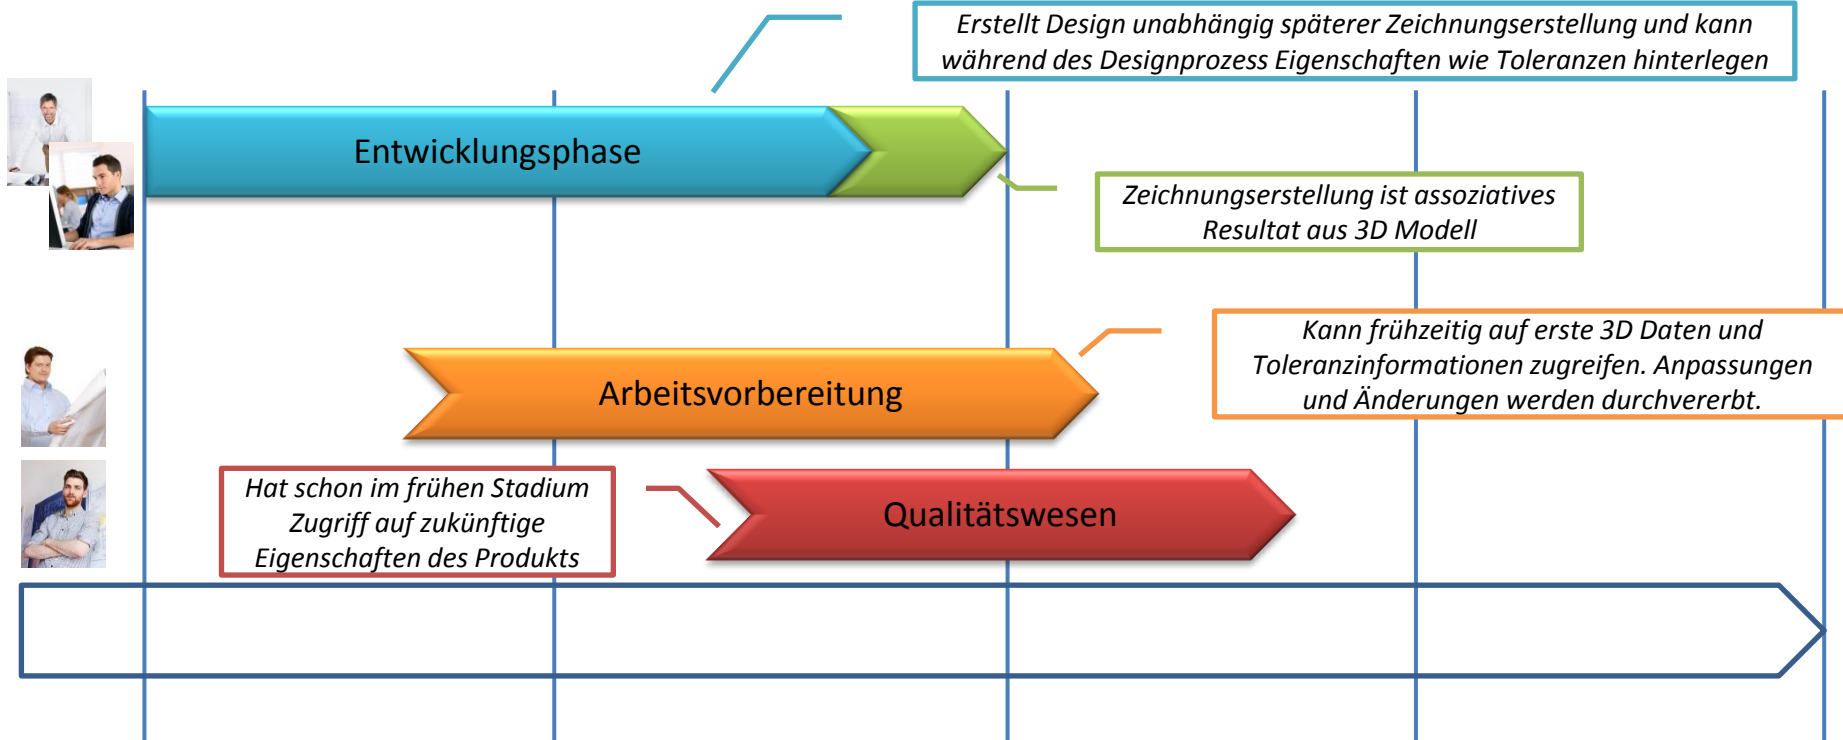 Erstellt Design unabhängig späterer Zeichnungserstellung und kann
während des Designprozess Eigenschaften wie Toleranzen hinterlegen
Entwicklungsphase
Zeichnungserstellung ist assoziatives
Resultat aus 3D Modell
Kann frühzeitig auf erste 3D Daten und
Toleranzinformationen zugreifen. Anpassungen
und Änderungen werden durchvererbt.
Arbeitsvorbereitung
Hat schon im frühen Stadium
Zugriff auf zukünftige
Eigenschaften des Produkts
Qualitätswesen